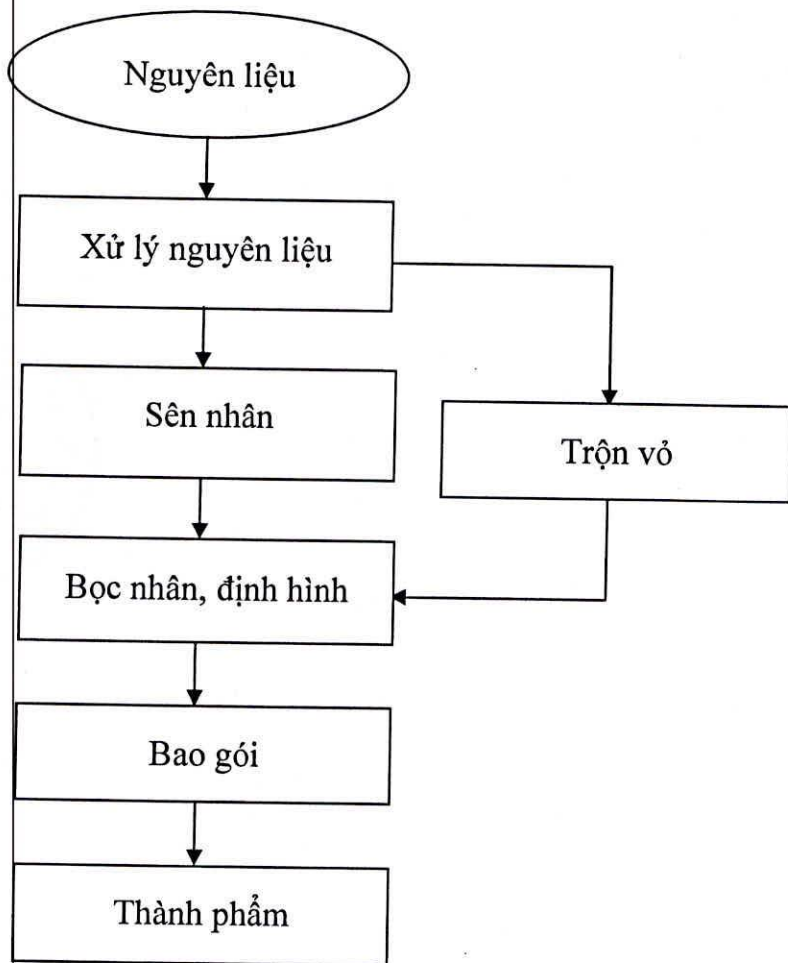 Nguyên liệu
Xử lý nguyên liệu
Sên nhân
Trộn vỏ
Bọc nhân, định hình
Bao gói
Thành phẩm